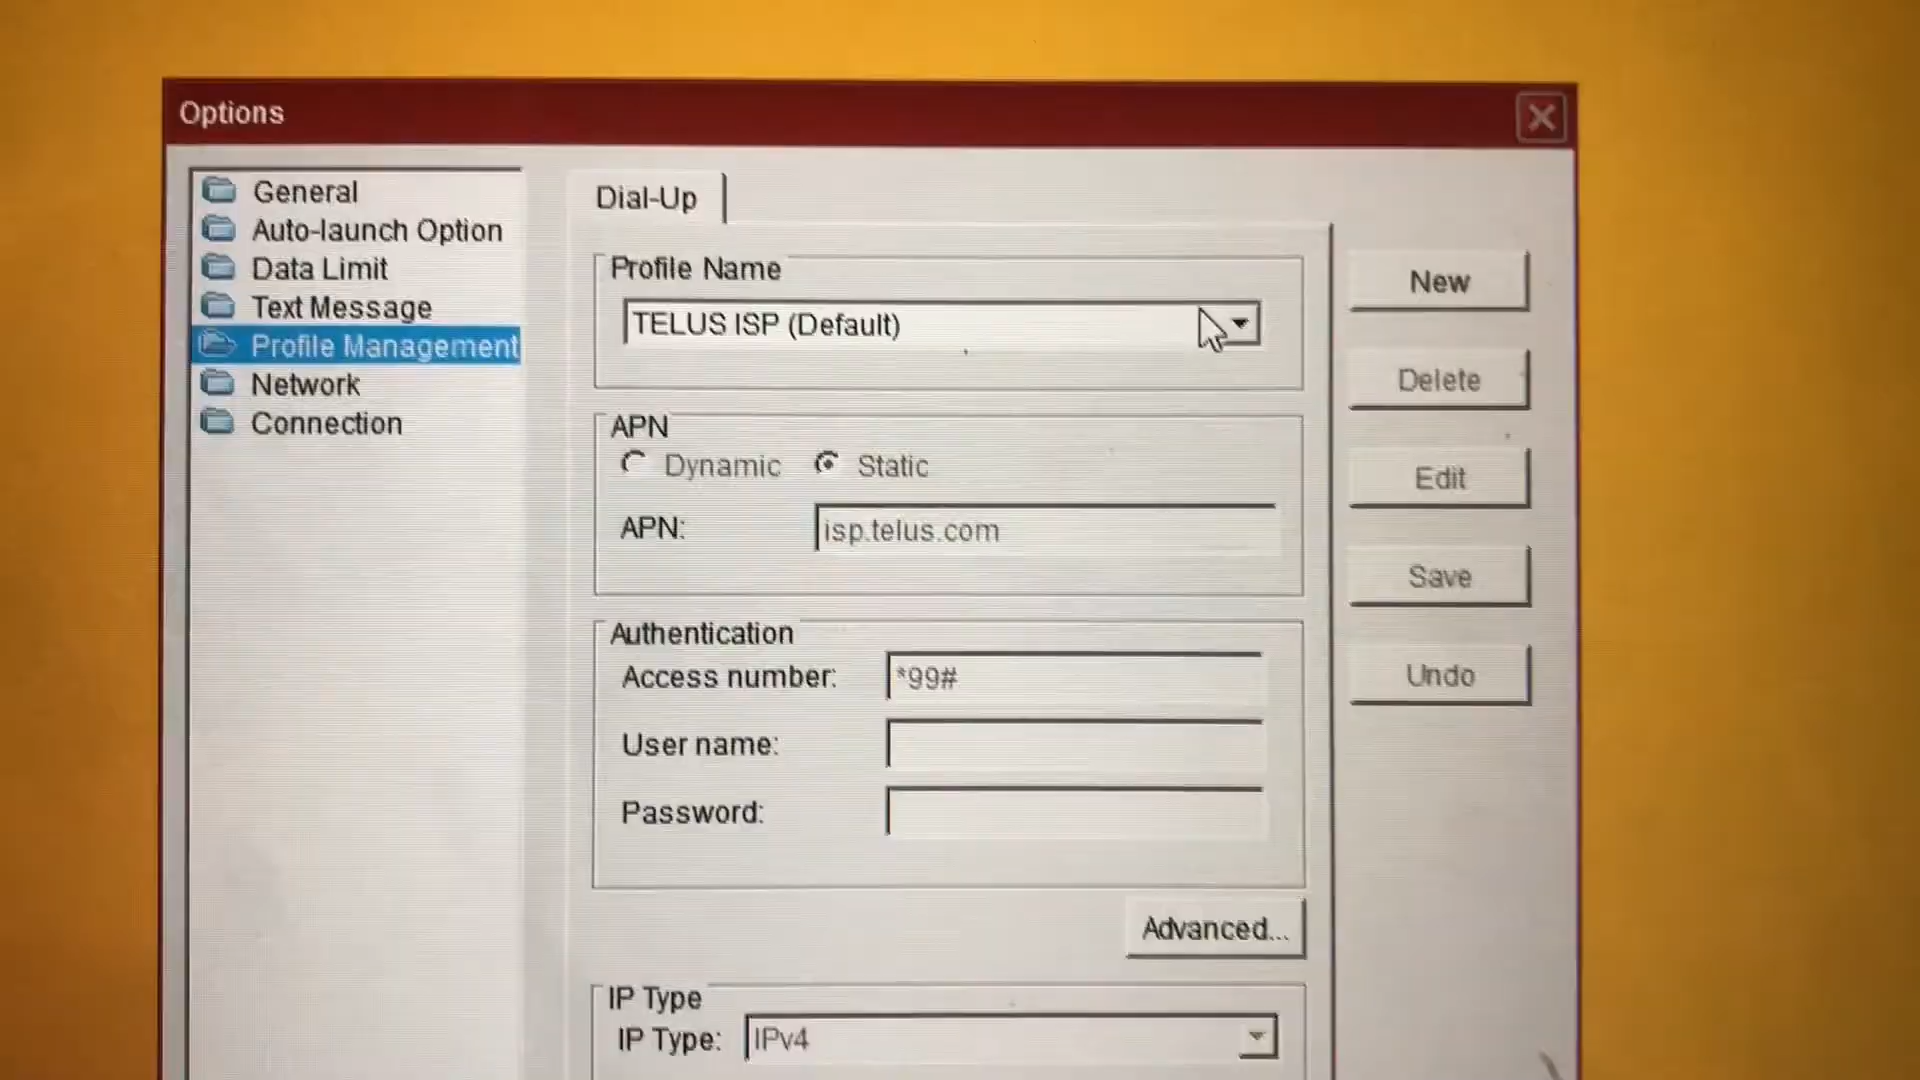 Options
General
Auto-launch Option
Data Limit
Text Message
Profile Management
Network
Connection
Dial-Up
Profile Name
TELUS ISP (Default)
APN
Dynamic Static
APN: isp.telus.com
Authentication
Access number: *99#
User name:
Password:
Advanced...
IP Type
IP Type: IPv4
New
Delete
Edit
Save
Undo